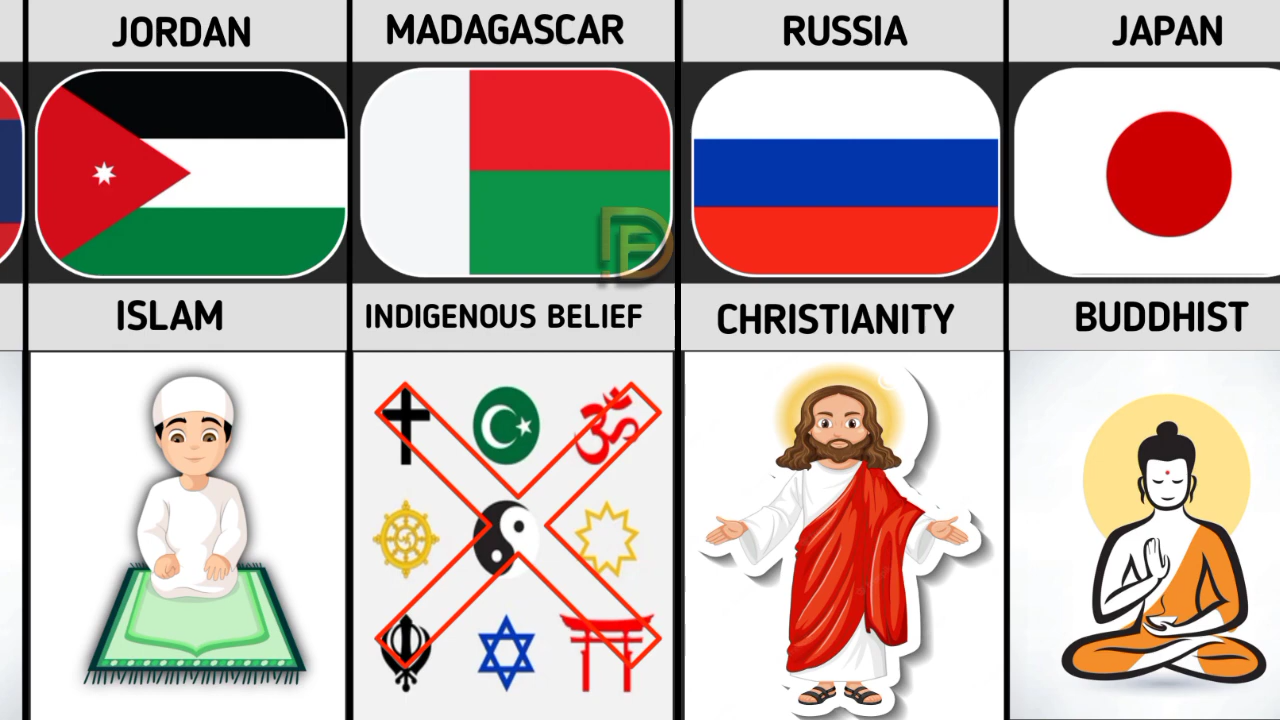 JORDAN
MADAGASCAR
RUSSIA
JAPAN
ISLAM
INDIGENOUS BELIEF
CHRISTIANITY
BUDDHIST